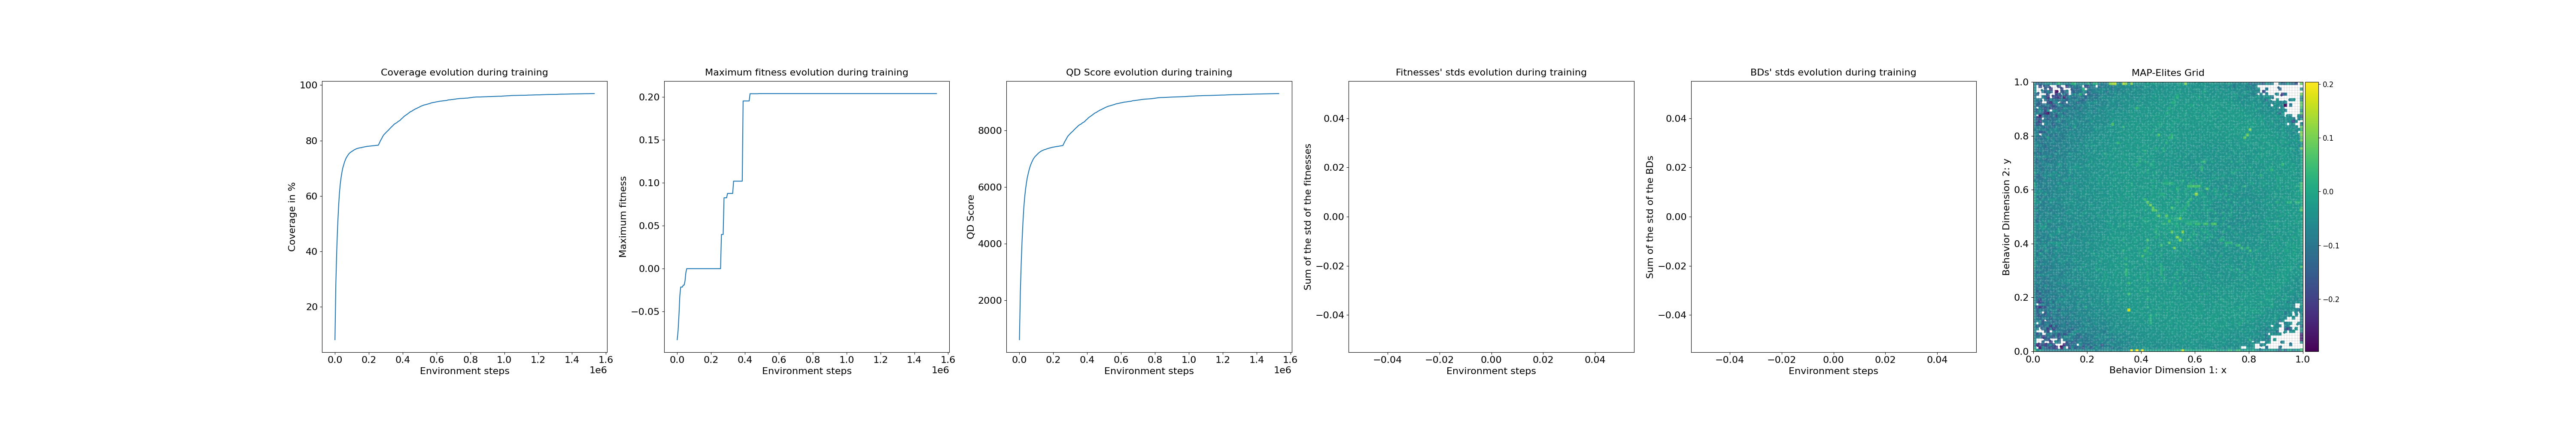 Coverage evolution during training
Coverage in %
100
80
60
40
20
0.0 0.2 0.4 0.6 0.8 1.0 1.2 1.4 1.6
1e6
Environment steps
Maximum fitness evolution during training
Maximum fitness
0.20
0.15
0.10
0.05
0.00
−0.05
0.0 0.2 0.4 0.6 0.8 1.0 1.2 1.4 1.6
1e6
Environment steps
QD Score evolution during training
QD Score
8000
6000
4000
2000
0.0 0.2 0.4 0.6 0.8 1.0 1.2 1.4 1.6
1e6
Environment steps
Fitnesses' stds evolution during training
Sum of the std of the fitnesses
0.04
0.02
0.00
−0.02
−0.04
−0.04 −0.02 0.00 0.02 0.04
Environment steps
BDs' stds evolution during training
Sum of the std of the BDs
0.04
0.02
0.00
−0.02
−0.04
−0.04 −0.02 0.00 0.02 0.04
Environment steps
MAP-Elites Grid
Behavior Dimension 2: y
1.0
0.8
0.6
0.4
0.2
0.0
0.0 0.2 0.4 0.6 0.8 1.0
Behavior Dimension 1: x
0.2
0.1
0.0
−0.1
−0.2